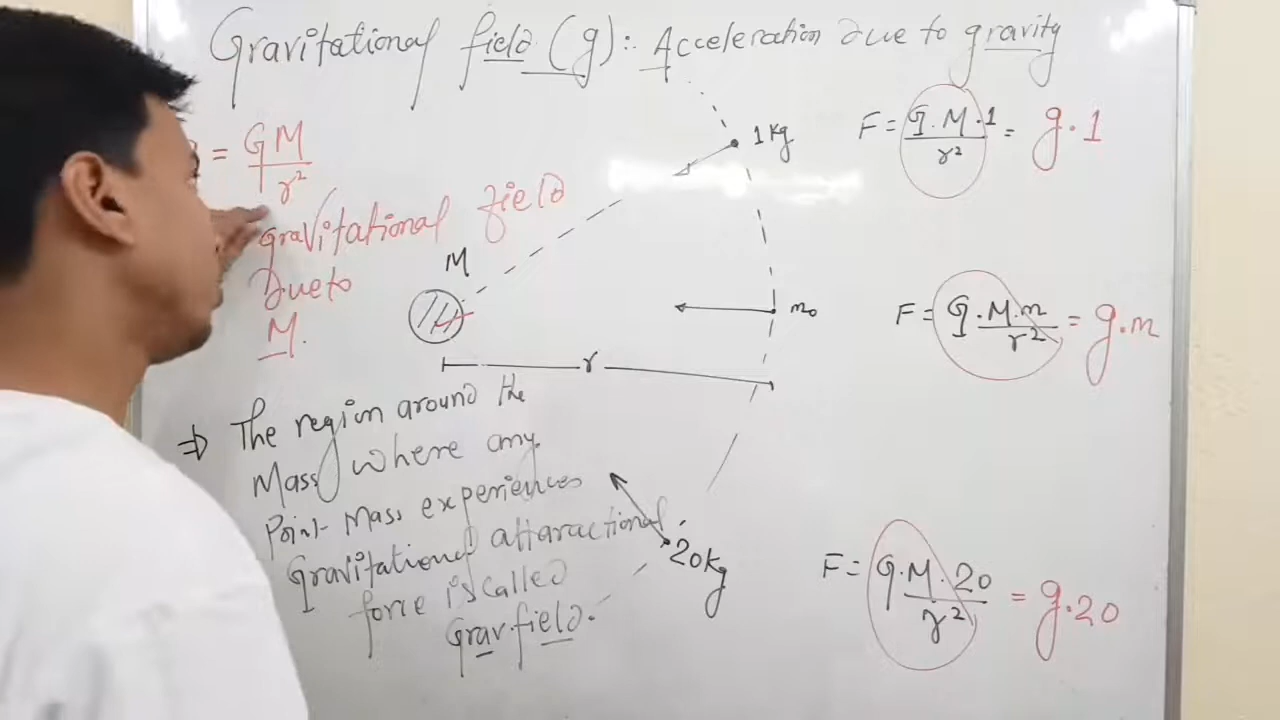 Gravitational field (g): Acceleration due to gravity
= GM/r²
gravitational field
Due to
M.
M
1 kg
m₀
r
20kg
F = G.M.1/r² = g.1
F = G.M.m/r² = g.m
F = G.M.20/r² = g.20
⇒ The region around the
Mass where any
Point-Mass experiences
Gravitational attaractional
force is called
Grav.field.